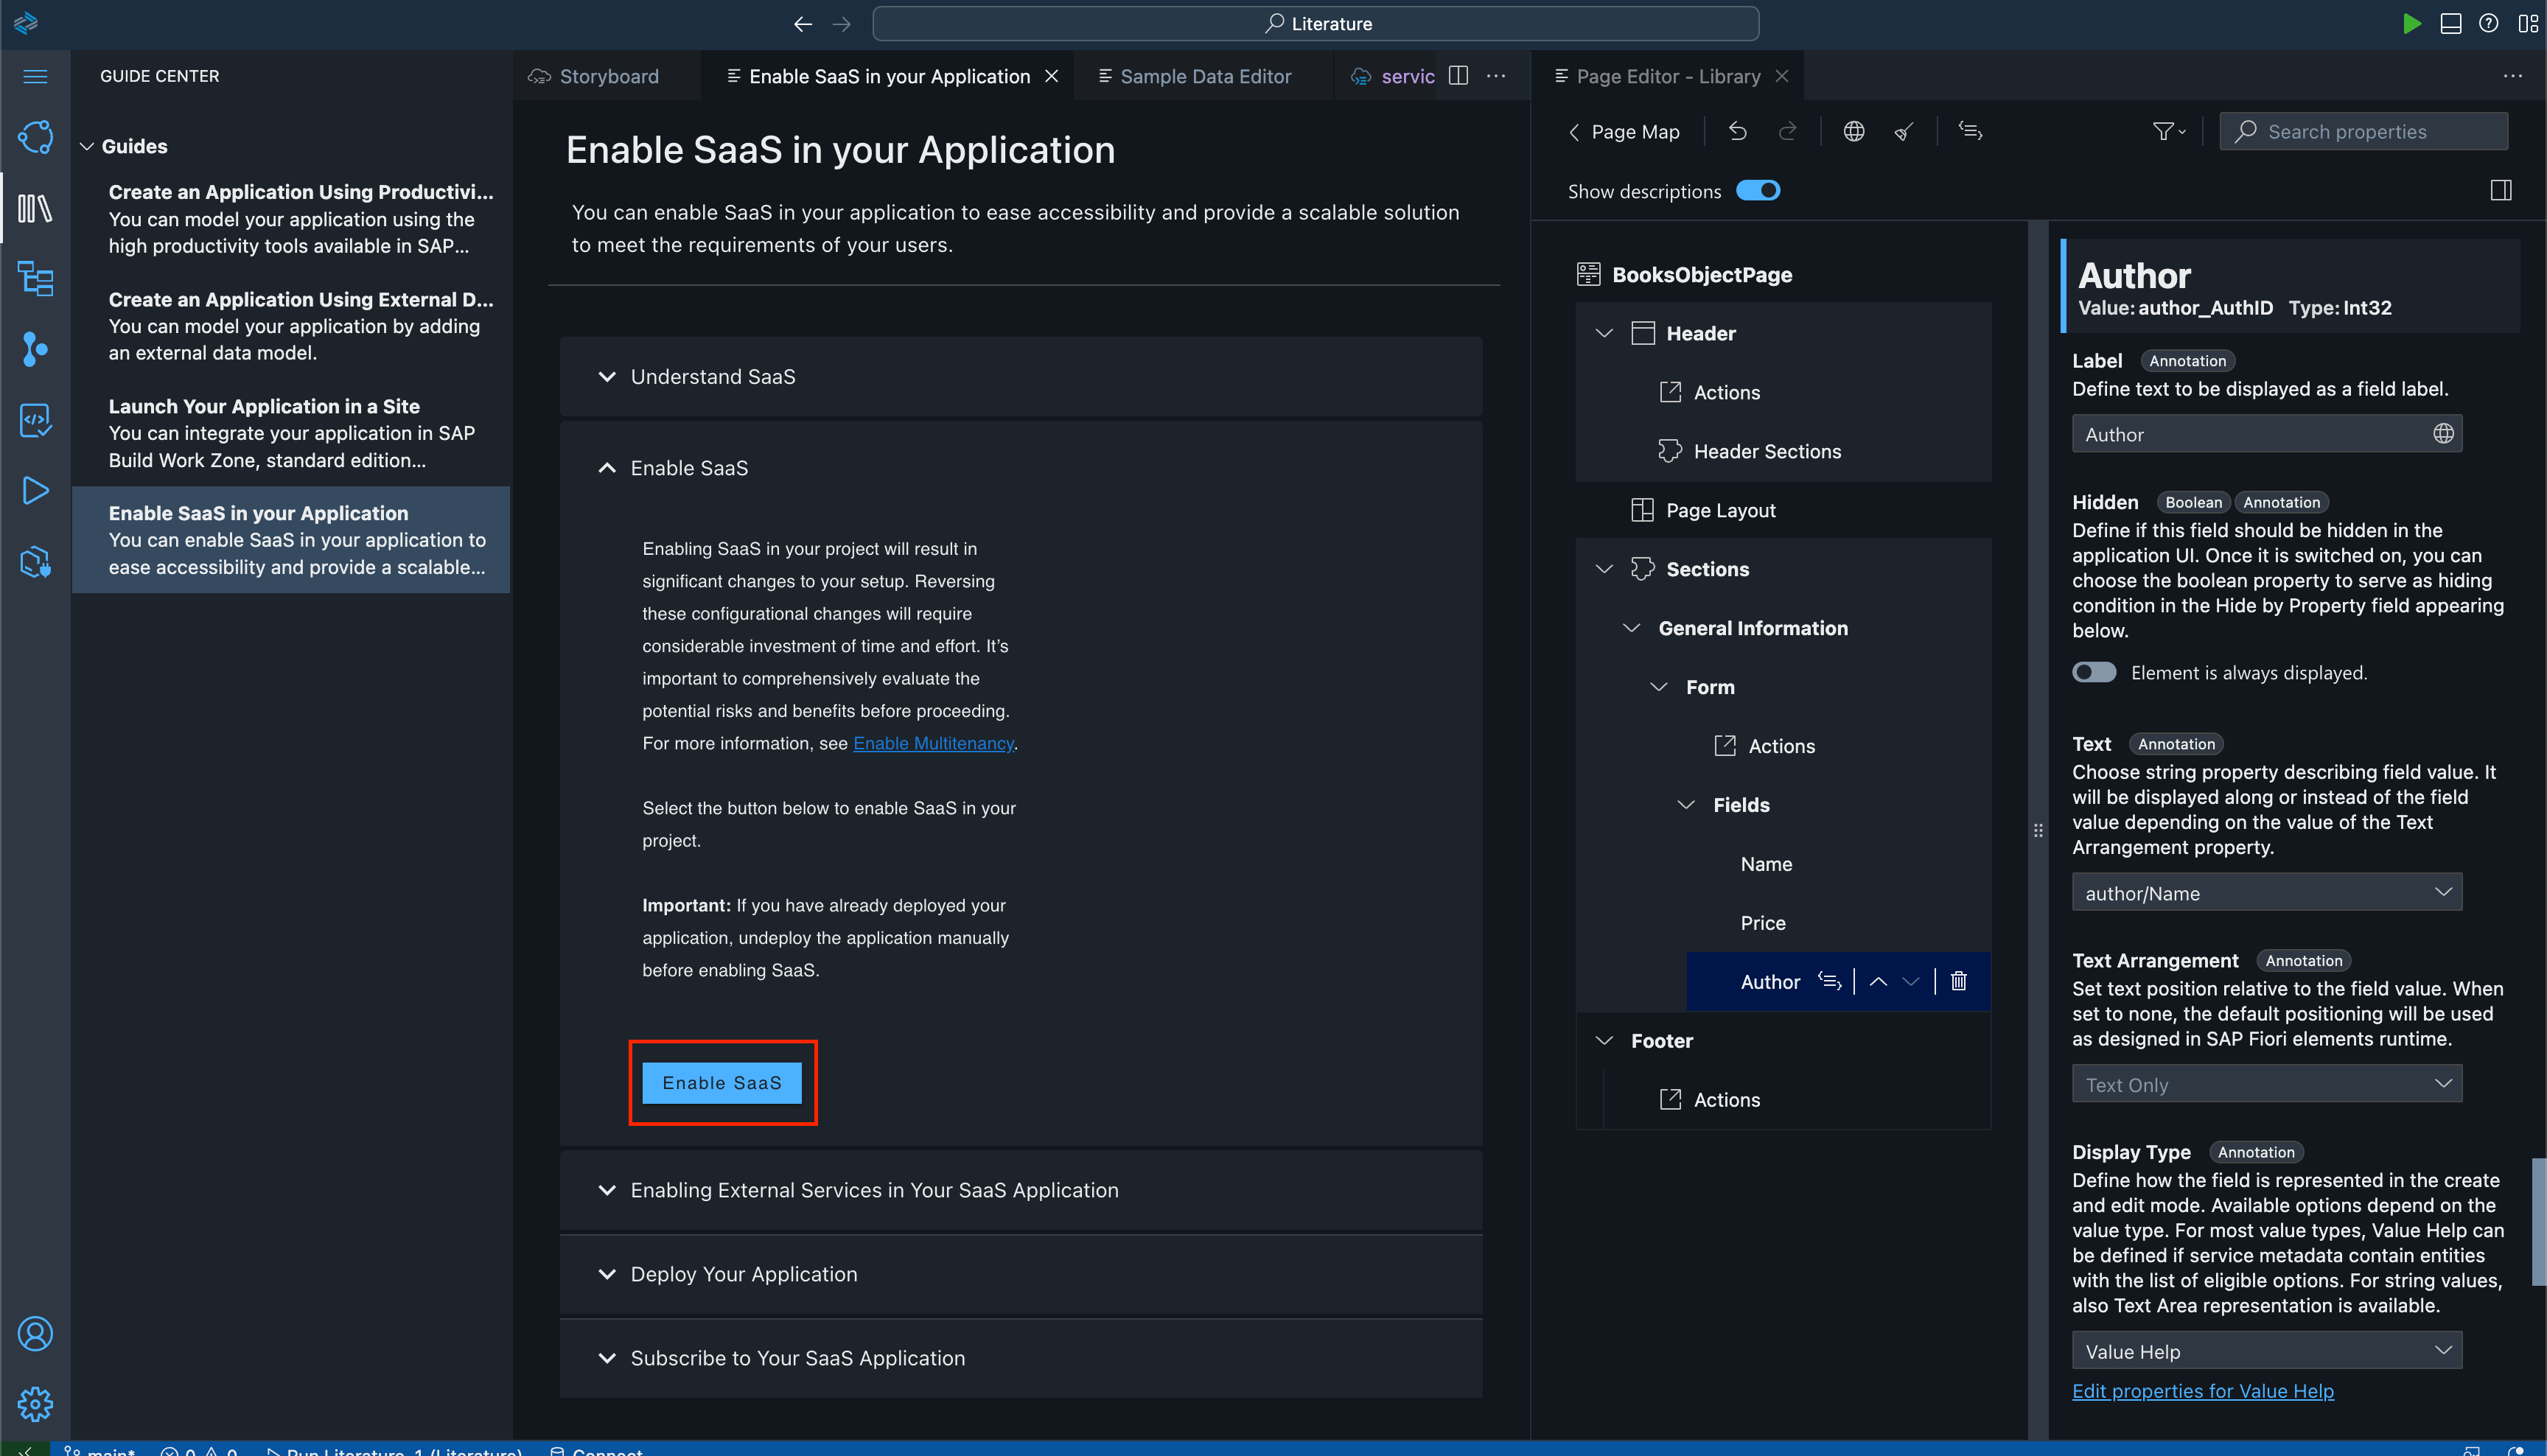 Literature
GUIDE CENTER
Guides
Create an Application Using Productivi...
You can model your application using the
high productivity tools available in SAP...
Create an Application Using External D...
You can model your application by adding
an external data model.
Launch Your Application in a Site
You can integrate your application in SAP
Build Work Zone, standard edition...
Enable SaaS in your Application
You can enable SaaS in your application to
ease accessibility and provide a scalable...
Storyboard
Enable SaaS in your Application
Sample Data Editor
servic
Enable SaaS in your Application
You can enable SaaS in your application to ease accessibility and provide a scalable solution
to meet the requirements of your users.
Understand SaaS
Enable SaaS
Enabling SaaS in your project will result in
significant changes to your setup. Reversing
these configurational changes will require
considerable investment of time and effort. It’s
important to comprehensively evaluate the
potential risks and benefits before proceeding.
For more information, see Enable Multitenancy.
Select the button below to enable SaaS in your
project.
Important: If you have already deployed your
application, undeploy the application manually
before enabling SaaS.
Enable SaaS
Enabling External Services in Your SaaS Application
Deploy Your Application
Subscribe to Your SaaS Application
Page Editor - Library
Page Map
Search properties
Show descriptions
BooksObjectPage
Header
Actions
Header Sections
Page Layout
Sections
General Information
Form
Actions
Fields
Name
Price
Author
Footer
Actions
Author
Value: author_AuthID Type: Int32
Label Annotation
Define text to be displayed as a field label.
Author
Hidden Boolean Annotation
Define if this field should be hidden in the
application UI. Once it is switched on, you can
choose the boolean property to serve as hiding
condition in the Hide by Property field appearing
below.
Element is always displayed.
Text Annotation
Choose string property describing field value. It
will be displayed along or instead of the field
value depending on the value of the Text
Arrangement property.
author/Name
Text Arrangement Annotation
Set text position relative to the field value. When
set to none, the default positioning will be used
as designed in SAP Fiori elements runtime.
Text Only
Display Type Annotation
Define how the field is represented in the create
and edit mode. Available options depend on the
value type. For most value types, Value Help can
be defined if service metadata contain entities
with the list of eligible options. For string values,
also Text Area representation is available.
Value Help
Edit properties for Value Help
main* 0 0 Run Literature-1 (Literature) Connect